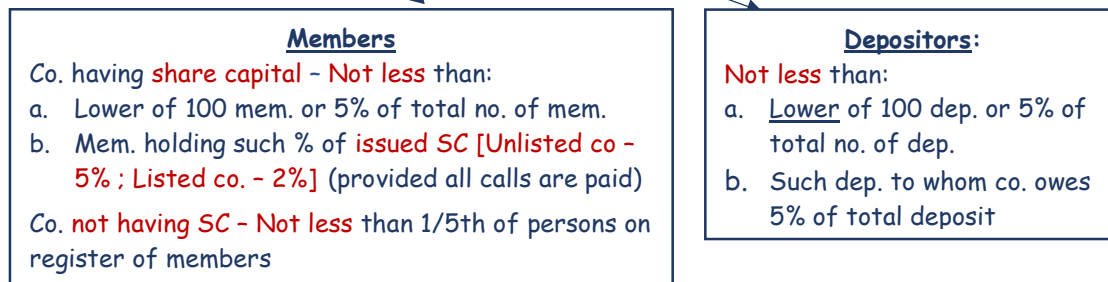 Members
Co. having share capital – Not less than:
a. Lower of 100 mem. or 5% of total no. of mem.
b. Mem. holding such % of issued SC [Unlisted co –
5% ; Listed co. – 2%] (provided all calls are paid)
Co. not having SC – Not less than 1/5th of persons on
register of members
Depositors:
Not less than:
a. Lower of 100 dep. or 5% of
total no. of dep.
b. Such dep. to whom co. owes
5% of total deposit